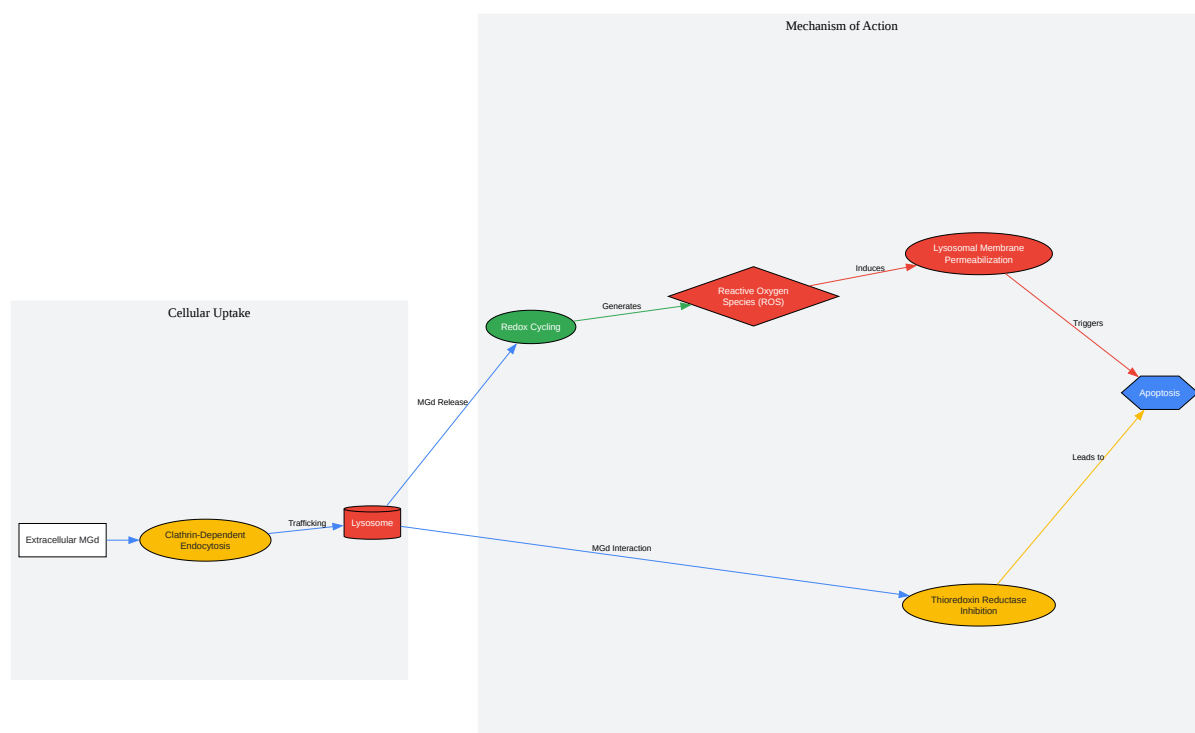 Mechanism of Action
Cellular Uptake
Extracellular MGd
Clathrin-Dependent
Endocytosis
Trafficking
Lysosome
MGd Release
MGd Interaction
Redox Cycling
Generates
Reactive Oxygen
Species (ROS)
Induces
Lysosomal Membrane
Permeabilization
Triggers
Apoptosis
Leads to
Thioredoxin Reductase
Inhibition